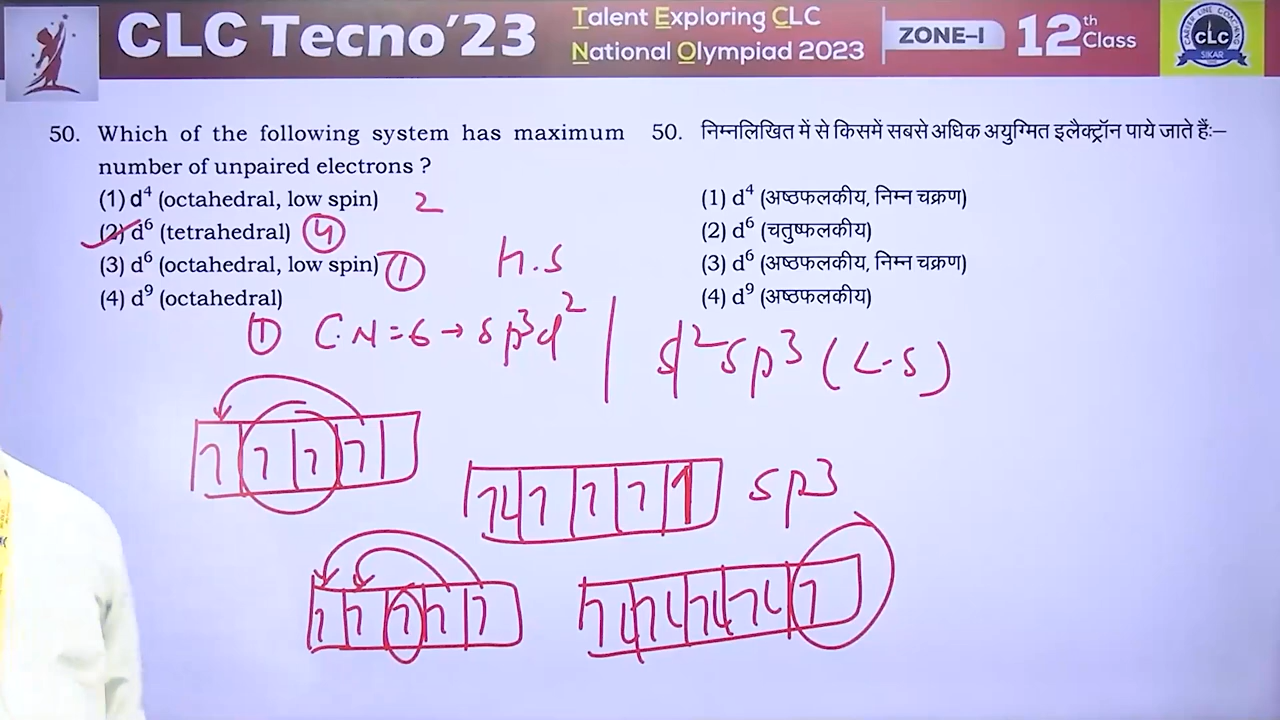 CLC Tecno'23
Talent Exploring CLC
National Olympiad 2023
ZONE–I
12th Class
CAREER LINE COACHING
CLC
SIKAR
50. Which of the following system has maximum
number of unpaired electrons ?
(1) d⁴ (octahedral, low spin) 2
(2) d⁶ (tetrahedral) 4
(3) d⁶ (octahedral, low spin) 1
(4) d⁹ (octahedral)
50. निम्नलिखित में से किसमें सबसे अधिक अयुग्मित इलैक्ट्रॉन पाये जाते हैं:–
(1) d⁴ (अष्ठफलकीय, निम्न चक्रण)
(2) d⁶ (चतुष्फलकीय)
(3) d⁶ (अष्ठफलकीय, निम्न चक्रण)
(4) d⁹ (अष्ठफलकीय)
h.s
1 C.N=6→sp³d² | d²sp³ (L-S)
sp3